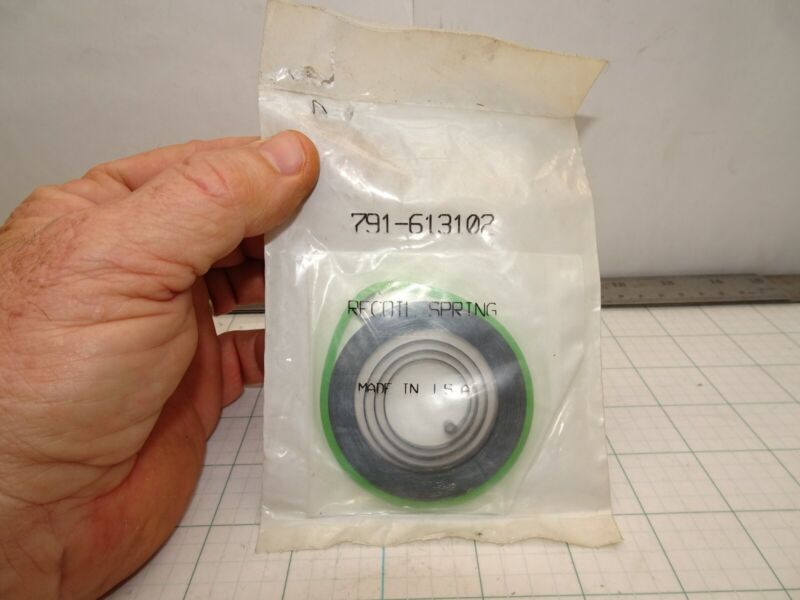 791-613102
RECOIL SPRING
MADE IN U.S.A.